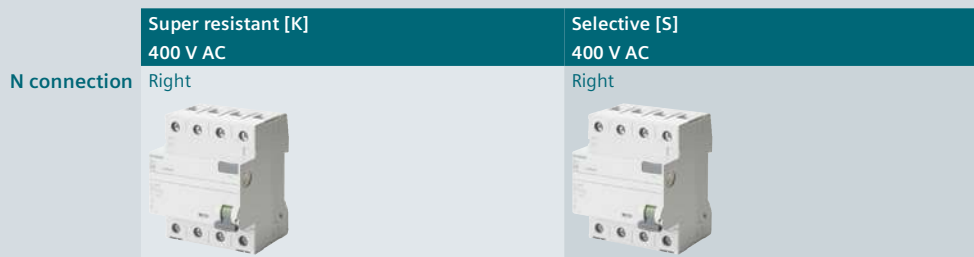 Super resistant [K]
400 V AC
Selective [S]
400 V AC
N connection
Right
Right